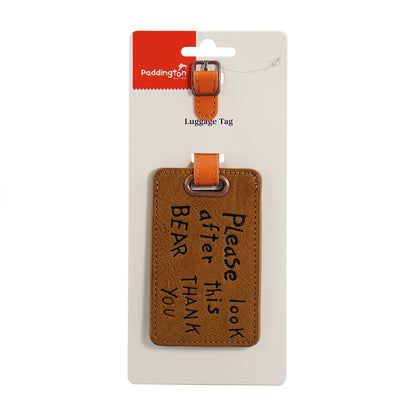 Paddington
Luggage Tag
Please look
after this
BEAR THANK
YOU